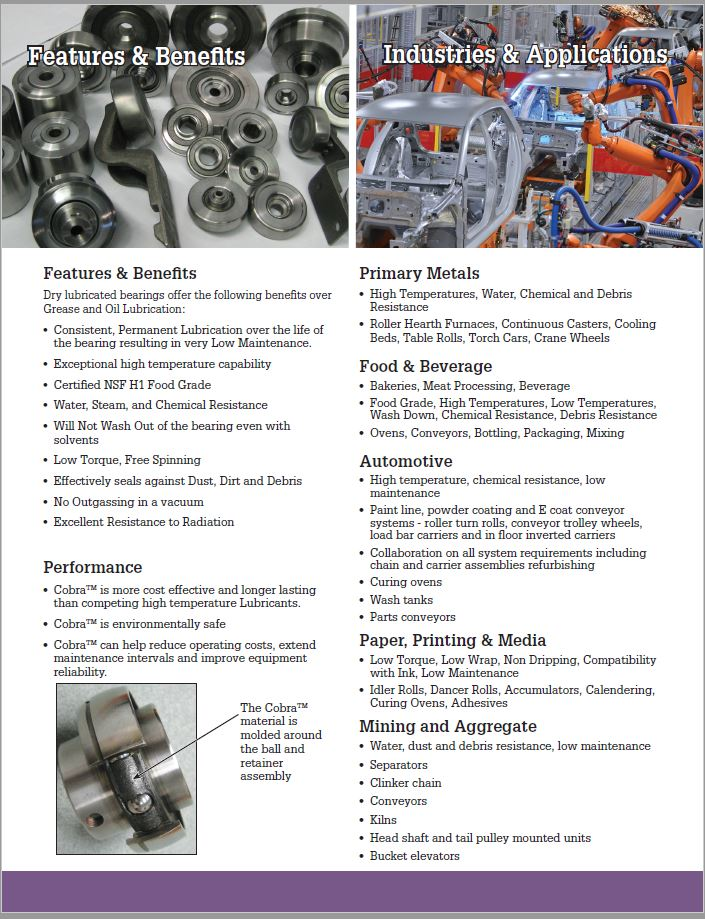 Features & Benefits
Industries & Applications
Features & Benefits
Dry lubricated bearings offer the following benefits over
Grease and Oil Lubrication:
• Consistent, Permanent Lubrication over the life of
the bearing resulting in very Low Maintenance.
• Exceptional high temperature capability
• Certified NSF H1 Food Grade
• Water, Steam, and Chemical Resistance
• Will Not Wash Out of the bearing even with
solvents
• Low Torque, Free Spinning
• Effectively seals against Dust, Dirt and Debris
• No Outgassing in a vacuum
• Excellent Resistance to Radiation
Performance
• Cobra™ is more cost effective and longer lasting
than competing high temperature Lubricants.
• Cobra™ is environmentally safe
• Cobra™ can help reduce operating costs, extend
maintenance intervals and improve equipment
reliability.
The Cobra™
material is
molded around
the ball and
retainer
assembly
Primary Metals
• High Temperatures, Water, Chemical and Debris
Resistance
• Roller Hearth Furnaces, Continuous Casters, Cooling
Beds, Table Rolls, Torch Cars, Crane Wheels
Food & Beverage
• Bakeries, Meat Processing, Beverage
• Food Grade, High Temperatures, Low Temperatures,
Wash Down, Chemical Resistance, Debris Resistance
• Ovens, Conveyors, Bottling, Packaging, Mixing
Automotive
• High temperature, chemical resistance, low
maintenance
• Paint line, powder coating and E coat conveyor
systems - roller turn rolls, conveyor trolley wheels,
load bar carriers and in floor inverted carriers
• Collaboration on all system requirements including
chain and carrier assemblies refurbishing
• Curing ovens
• Wash tanks
• Parts conveyors
Paper, Printing & Media
• Low Torque, Low Wrap, Non Dripping, Compatibility
with Ink, Low Maintenance
• Idler Rolls, Dancer Rolls, Accumulators, Calendering,
Curing Ovens, Adhesives
Mining and Aggregate
• Water, dust and debris resistance, low maintenance
• Separators
• Clinker chain
• Conveyors
• Kilns
• Head shaft and tail pulley mounted units
• Bucket elevators